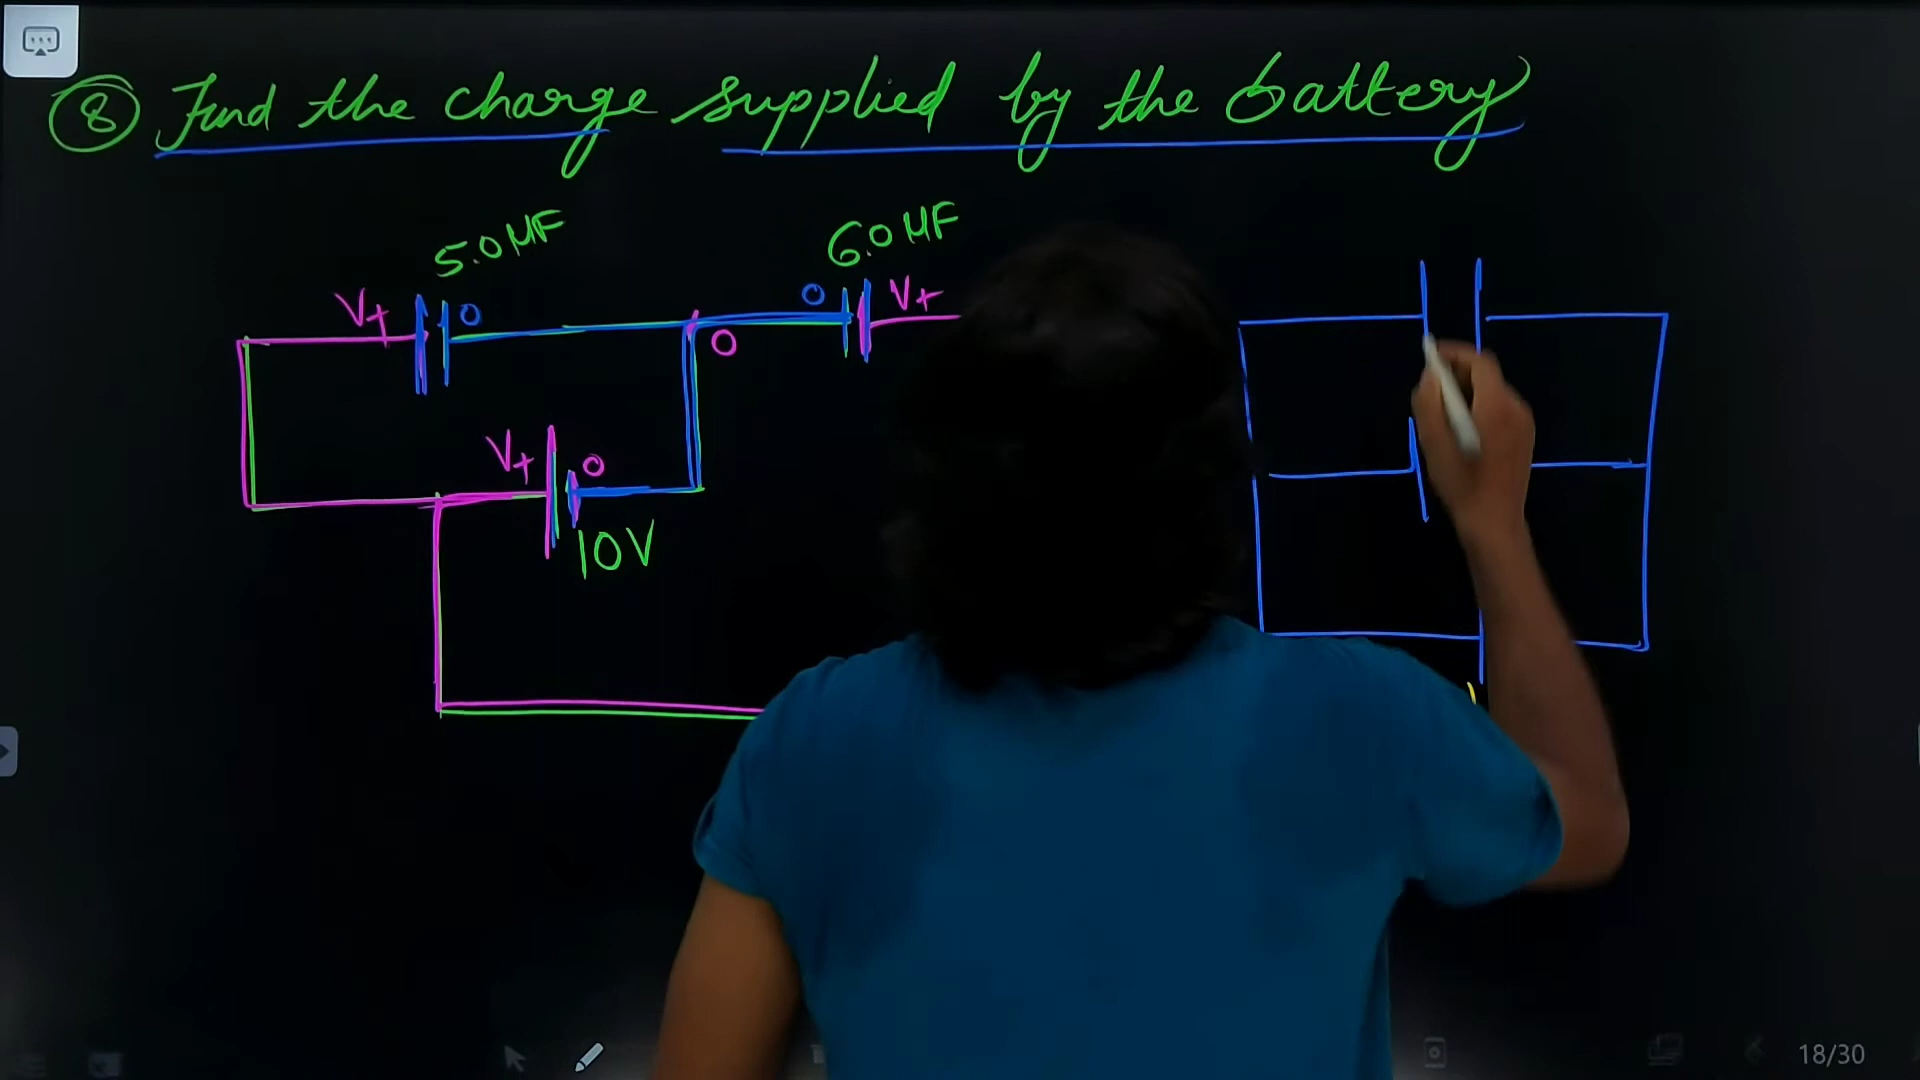 8 Find the charge supplied by the battery
5.0 µF 6.0 µF
V+ 0 0 V+
0
V+ 0
10V
18/30